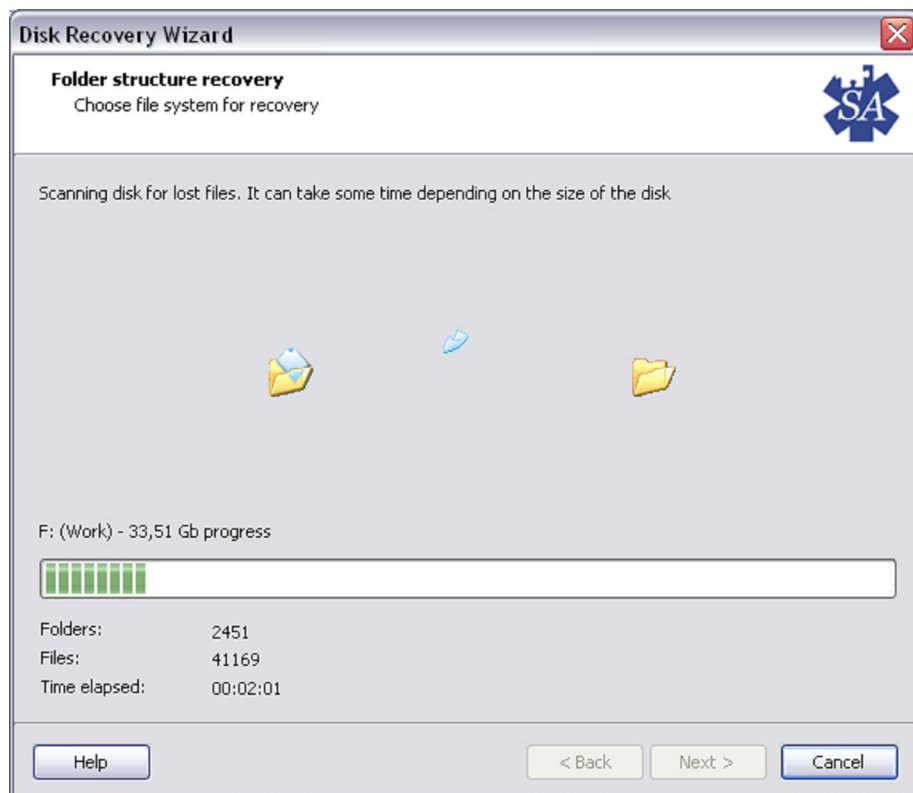 Disk Recovery Wizard
Folder structure recovery
Choose file system for recovery
SA
Scanning disk for lost files. It can take some time depending on the size of the disk
F: (Work) - 33,51 Gb progress
Folders: 2451
Files: 41169
Time elapsed: 00:02:01
Help < Back Next > Cancel